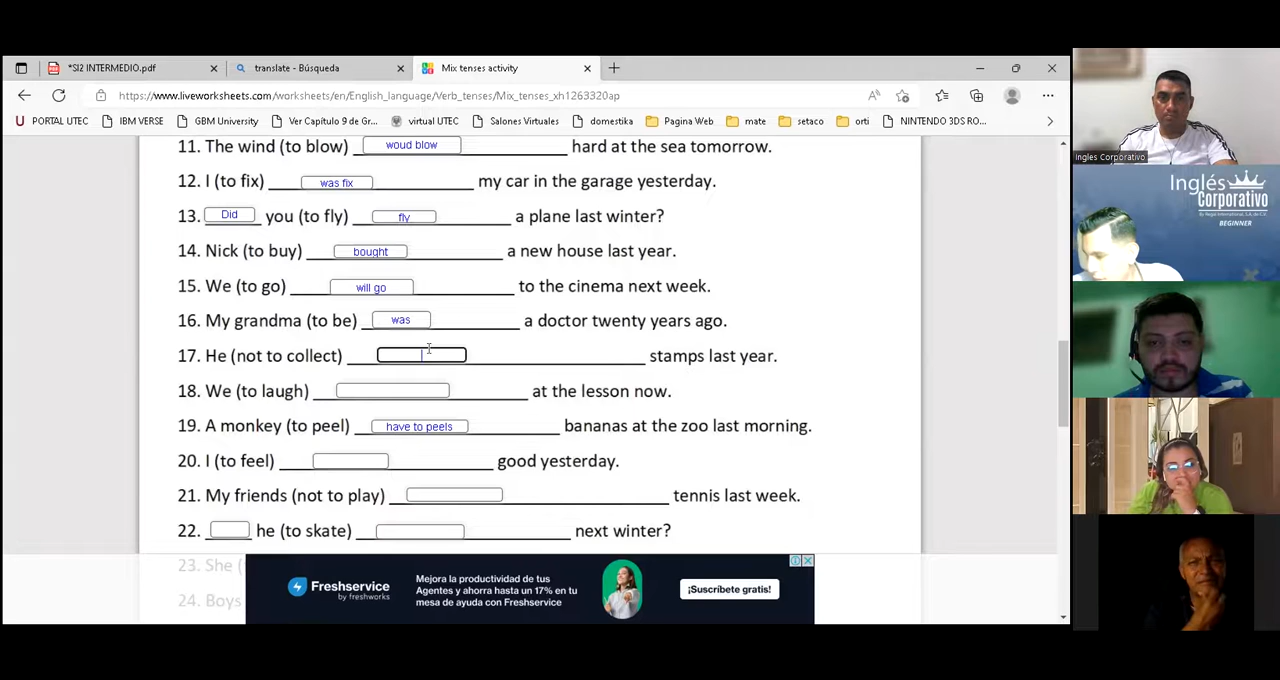 *SI2 INTERMEDIO.pdf
translate - Búsqueda
Mix tenses activity
https://www.liveworksheets.com/worksheets/en/English_language/Verb_tenses/Mix_tenses_xh1263320ap
PORTAL UTEC
IBM VERSE
GBM University
Ver Capítulo 9 de Gr...
virtual UTEC
Salones Virtuales
domestika
Pagina Web
mate
setaco
orti
NINTENDO 3DS RO...
11. The wind (to blow) woud blow hard at the sea tomorrow.
12. I (to fix) was fix my car in the garage yesterday.
13. Did you (to fly) fly a plane last winter?
14. Nick (to buy) bought a new house last year.
15. We (to go) will go to the cinema next week.
16. My grandma (to be) was a doctor twenty years ago.
17. He (not to collect) stamps last year.
18. We (to laugh) at the lesson now.
19. A monkey (to peel) have to peels bananas at the zoo last morning.
20. I (to feel) good yesterday.
21. My friends (not to play) tennis last week.
22. he (to skate) next winter?
23. She (
24. Boys
Freshservice
by freshworks
Mejora la productividad de tus
Agentes y ahorra hasta un 17% en tu
mesa de ayuda con Freshservice
¡Suscríbete gratis!
Ingles Corporativo
Inglés
Corporativo
By Regal International, S.A. de C.V.
BEGINNER